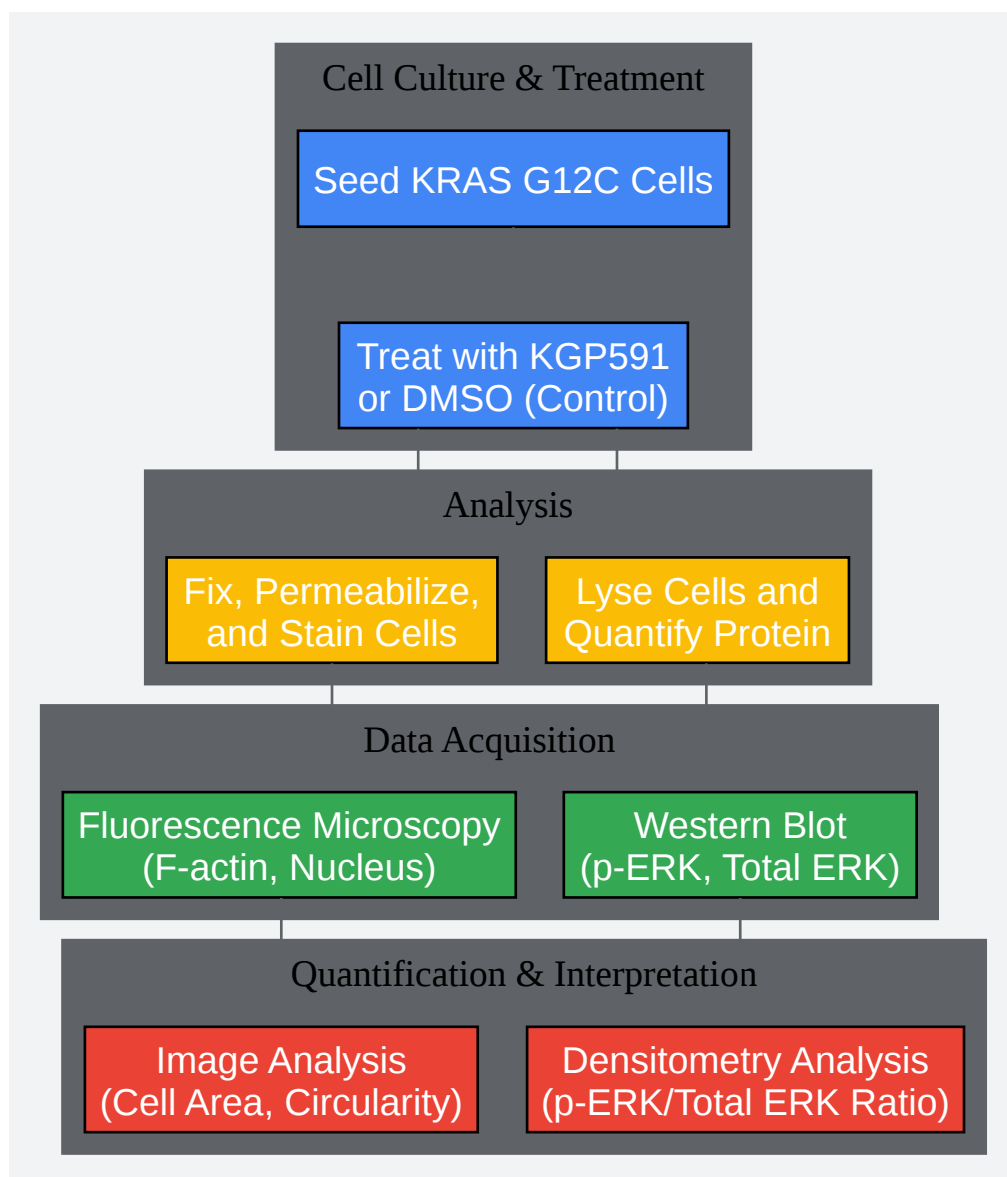 Cell Culture & Treatment
Seed KRAS G12C Cells
Treat with KGP591
or DMSO (Control)
Analysis
Fix, Permeabilize,
and Stain Cells
Lyse Cells and
Quantify Protein
Data Acquisition
Fluorescence Microscopy
(F-actin, Nucleus)
Western Blot
(p-ERK, Total ERK)
Quantification & Interpretation
Image Analysis
(Cell Area, Circularity)
Densitometry Analysis
(p-ERK/Total ERK Ratio)